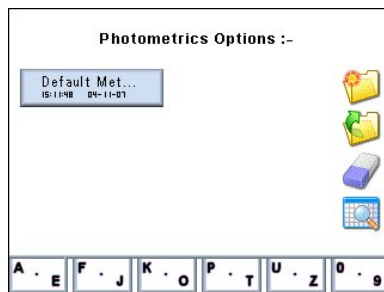 Photometrics Options :-
Default Met...
15:11:48 04-11-07
A . E F . J K . O P . T U . Z 0 . 9